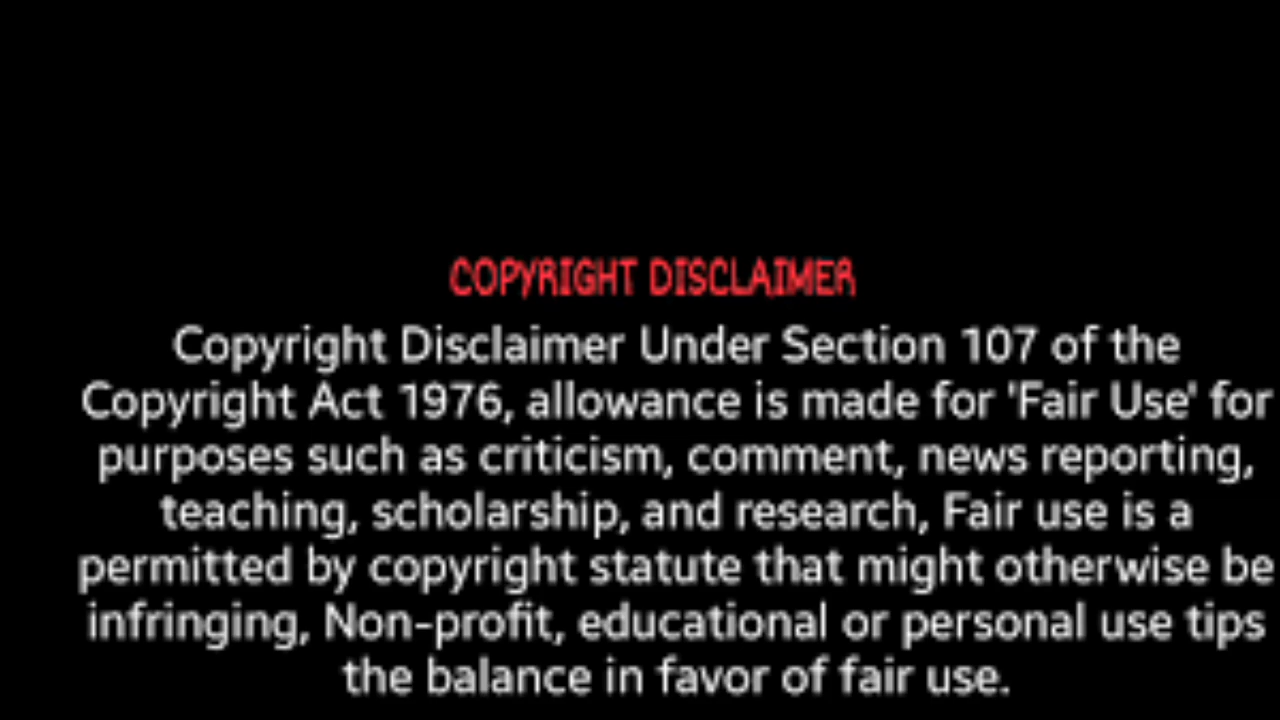 COPYRIGHT DISCLAIMER
Copyright Disclaimer Under Section 107 of the
Copyright Act 1976, allowance is made for 'Fair Use' for
purposes such as criticism, comment, news reporting,
teaching, scholarship, and research, Fair use is a
permitted by copyright statute that might otherwise be
infringing, Non-profit, educational or personal use tips
the balance in favor of fair use.